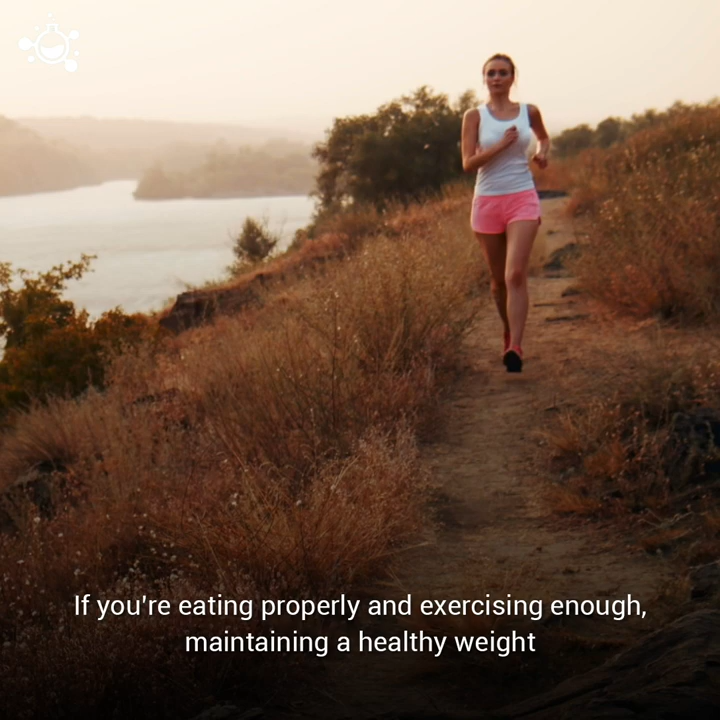 If you're eating properly and exercising enough,
maintaining a healthy weight